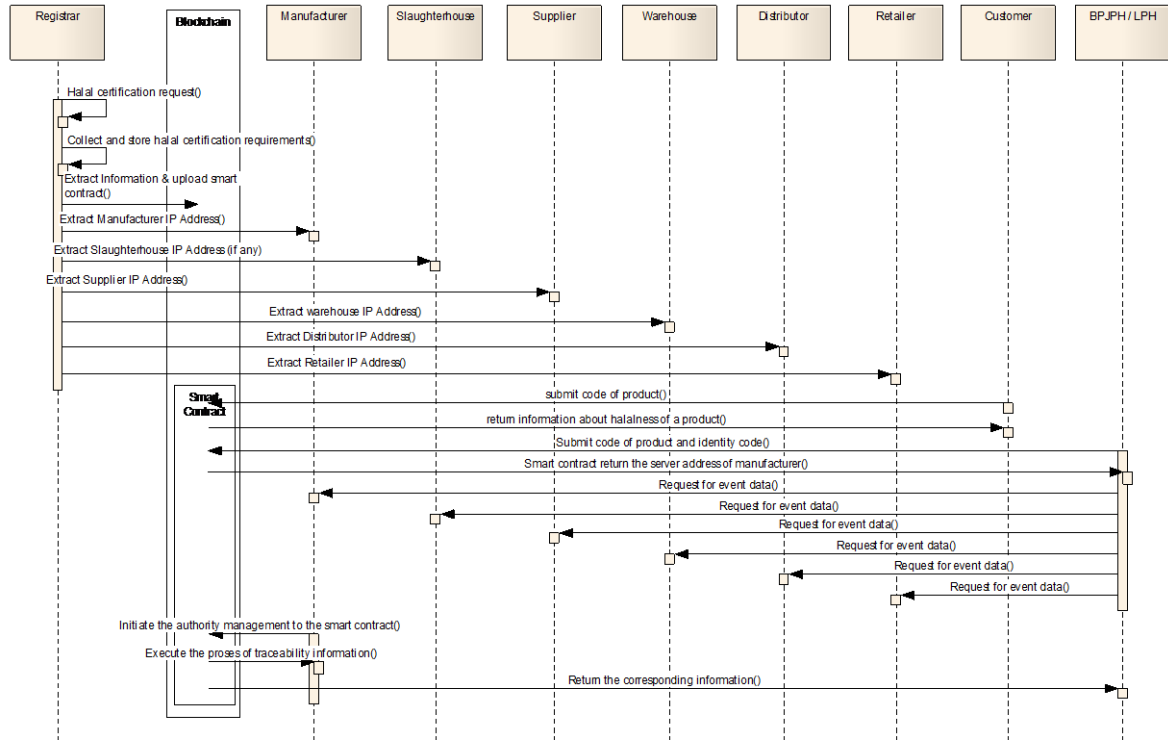 Registrar
Blockchain
Manufacturer
Slaughterhouse
Supplier
Warehouse
Distributor
Retailer
Customer
BPJPH / LPH
Halal certification request()
Collect and store halal certification requirements()
Extract Information & upload smart
contract()
Extract Manufacturer IP Address()
Extract Slaughterhouse IP Address (if any)
Extract Supplier IP Address()
Extract warehouse IP Address()
Extract Distributor IP Address()
Extract Retailer IP Address()
Smart
Contract
submit code of product()
return information about halalness of a product()
Submit code of product and identity code()
Smart contract return the server address of manufacturer()
Request for event data()
Request for event data()
Request for event data()
Request for event data()
Request for event data()
Request for event data()
Initiate the authority management to the smart contract()
Execute the proses of traceability information()
Return the corresponding information()